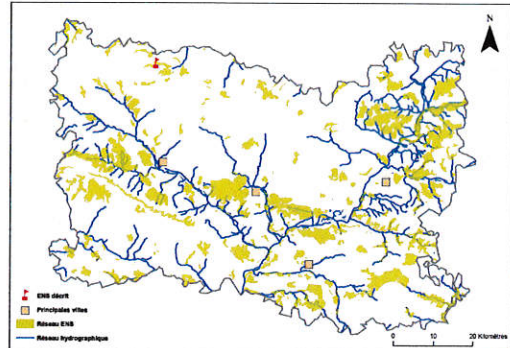 N
ENS décrit
Principales villes
Réseau ENS
Réseau hydrographique
0 10 20 Kilomètres